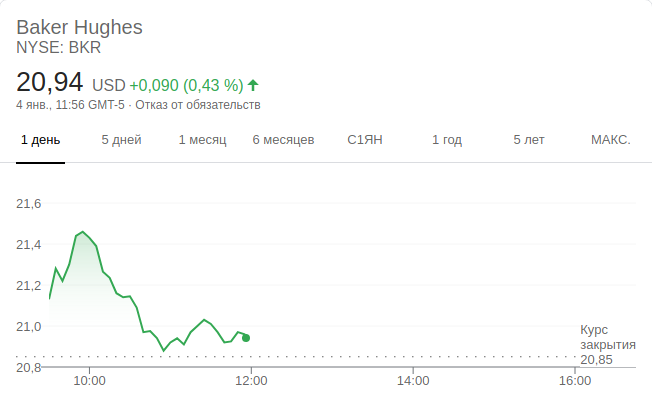 Baker Hughes
NYSE: BKR
20,94 USD +0,090 (0,43 %)
4 янв., 11:56 GMT-5 · Отказ от обязательств
1 день 5 дней 1 месяц 6 месяцев С1ЯН 1 год 5 лет МАКС.
21,6
21,4
21,2
21,0
20,8
Курс
закрытия
20,85
10:00 12:00 14:00 16:00